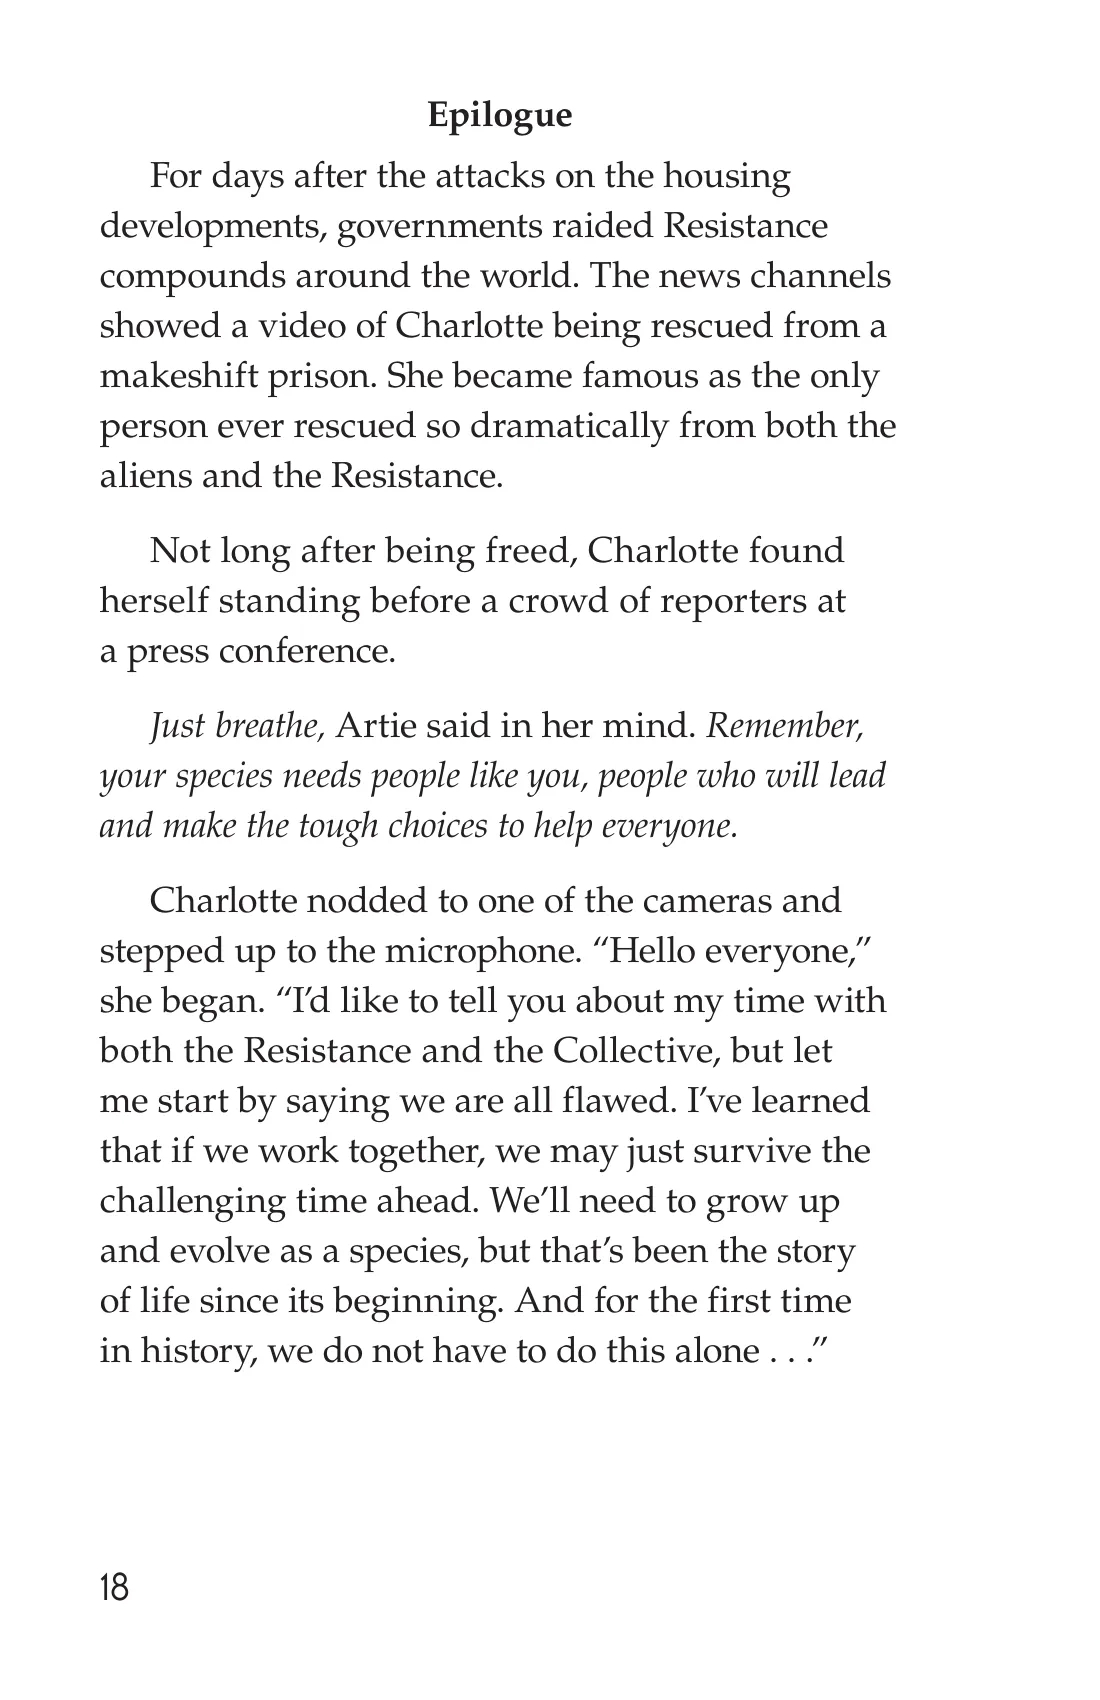 Epilogue
For days after the attacks on the housing
developments, governments raided Resistance
compounds around the world. The news channels
showed a video of Charlotte being rescued from a
makeshift prison. She became famous as the only
person ever rescued so dramatically from both the
aliens and the Resistance.
Not long after being freed, Charlotte found
herself standing before a crowd of reporters at
a press conference.
Just breathe, Artie said in her mind. Remember,
your species needs people like you, people who will lead
and make the tough choices to help everyone.
Charlotte nodded to one of the cameras and
stepped up to the microphone. “Hello everyone,”
she began. “I’d like to tell you about my time with
both the Resistance and the Collective, but let
me start by saying we are all flawed. I’ve learned
that if we work together, we may just survive the
challenging time ahead. We’ll need to grow up
and evolve as a species, but that’s been the story
of life since its beginning. And for the first time
in history, we do not have to do this alone . . .”
18